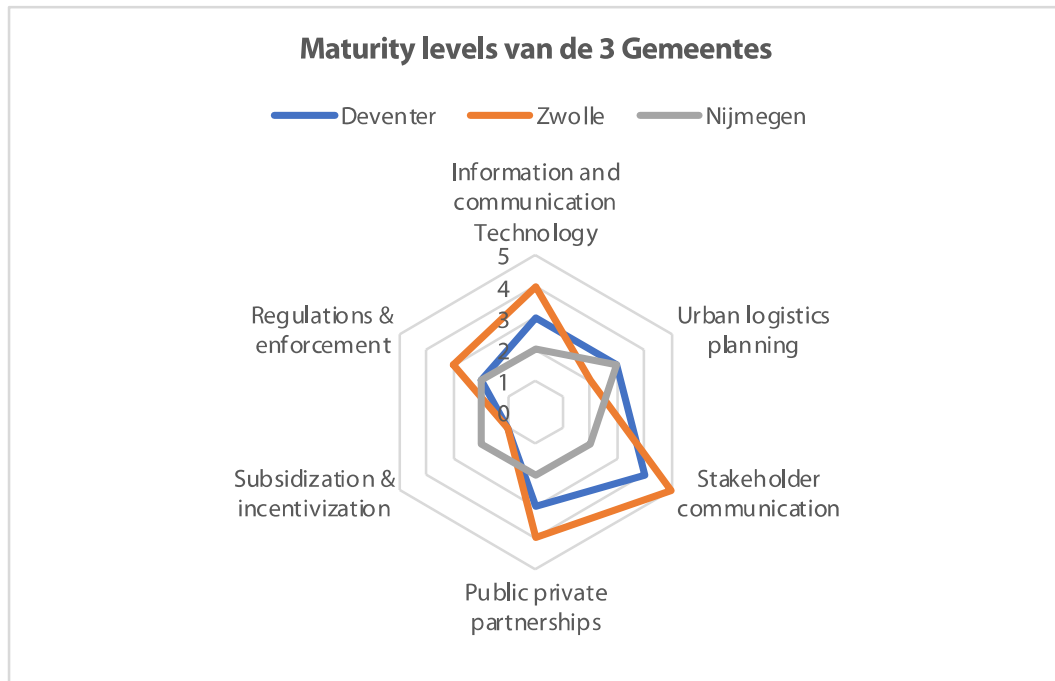 Maturity levels van de 3 Gemeentes
Deventer
Zwolle
Nijmegen
Information and
communication
Technology
5
4
3
2
1
0
Urban logistics
planning
Stakeholder
communication
Public private
partnerships
Subsidization &
incentivization
Regulations &
enforcement